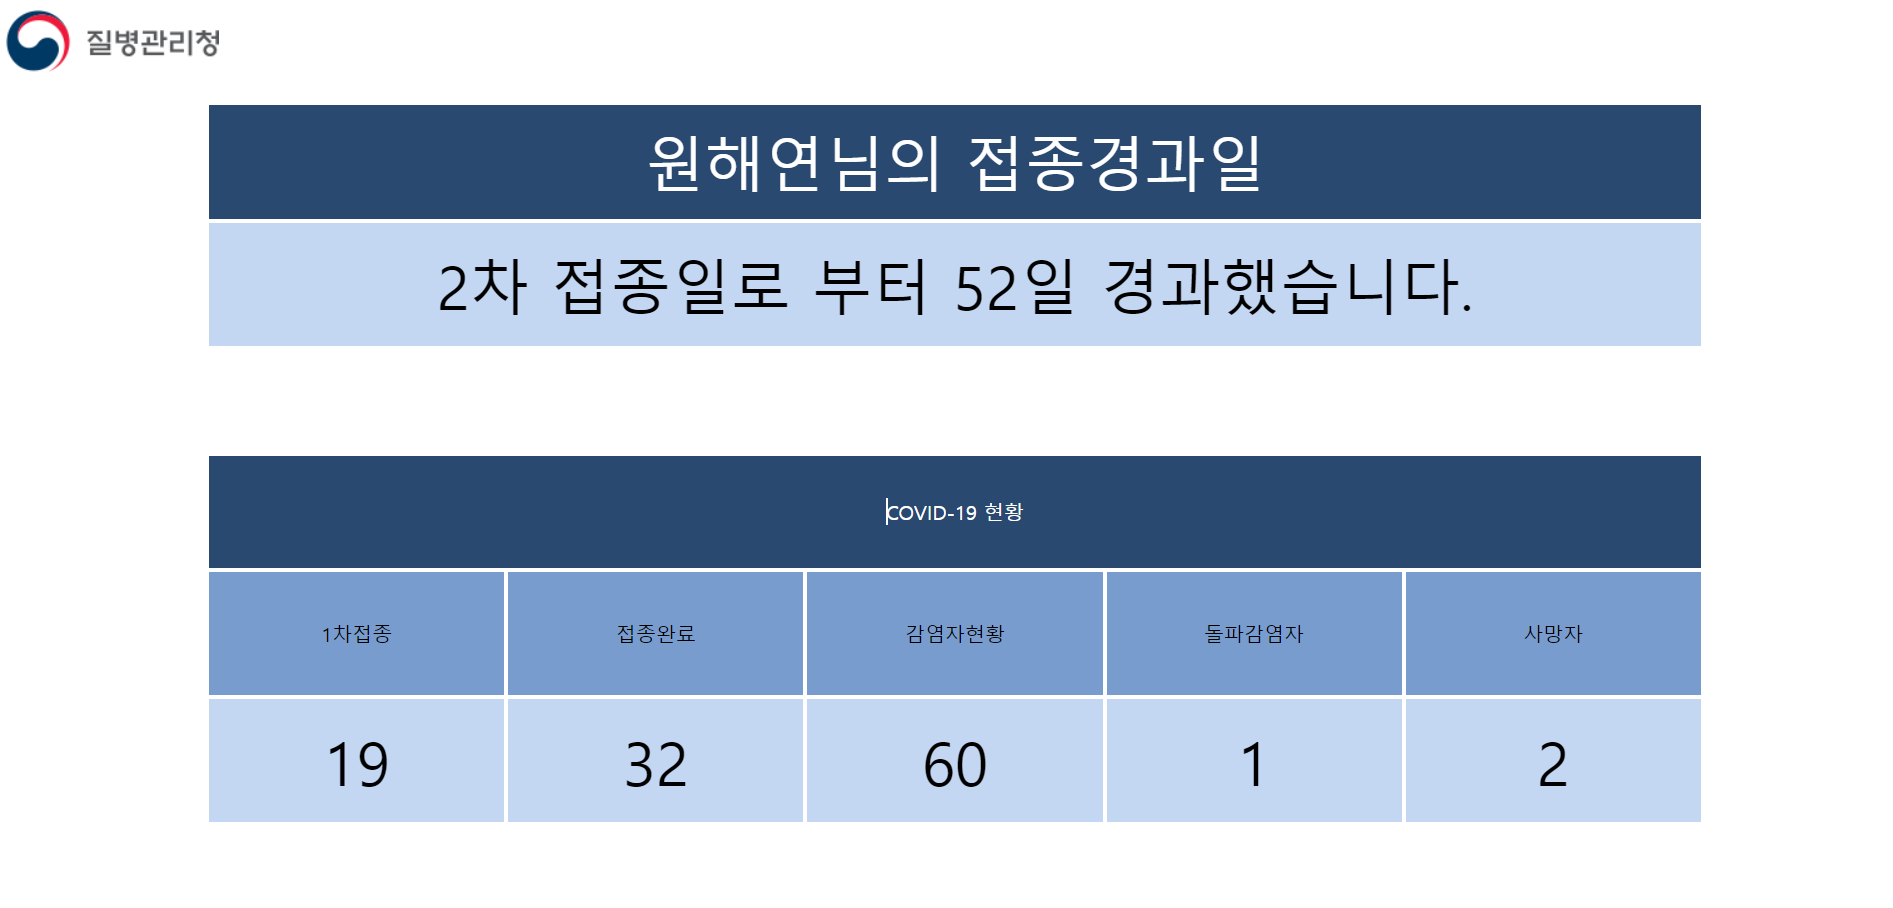 질병관리청
원해연님의 접종경과일
2차 접종일로 부터 52일 경과했습니다.
COVID-19 현황
1차접종 접종완료 감염자현황 돌파감염자 사망자
19 32 60 1 2